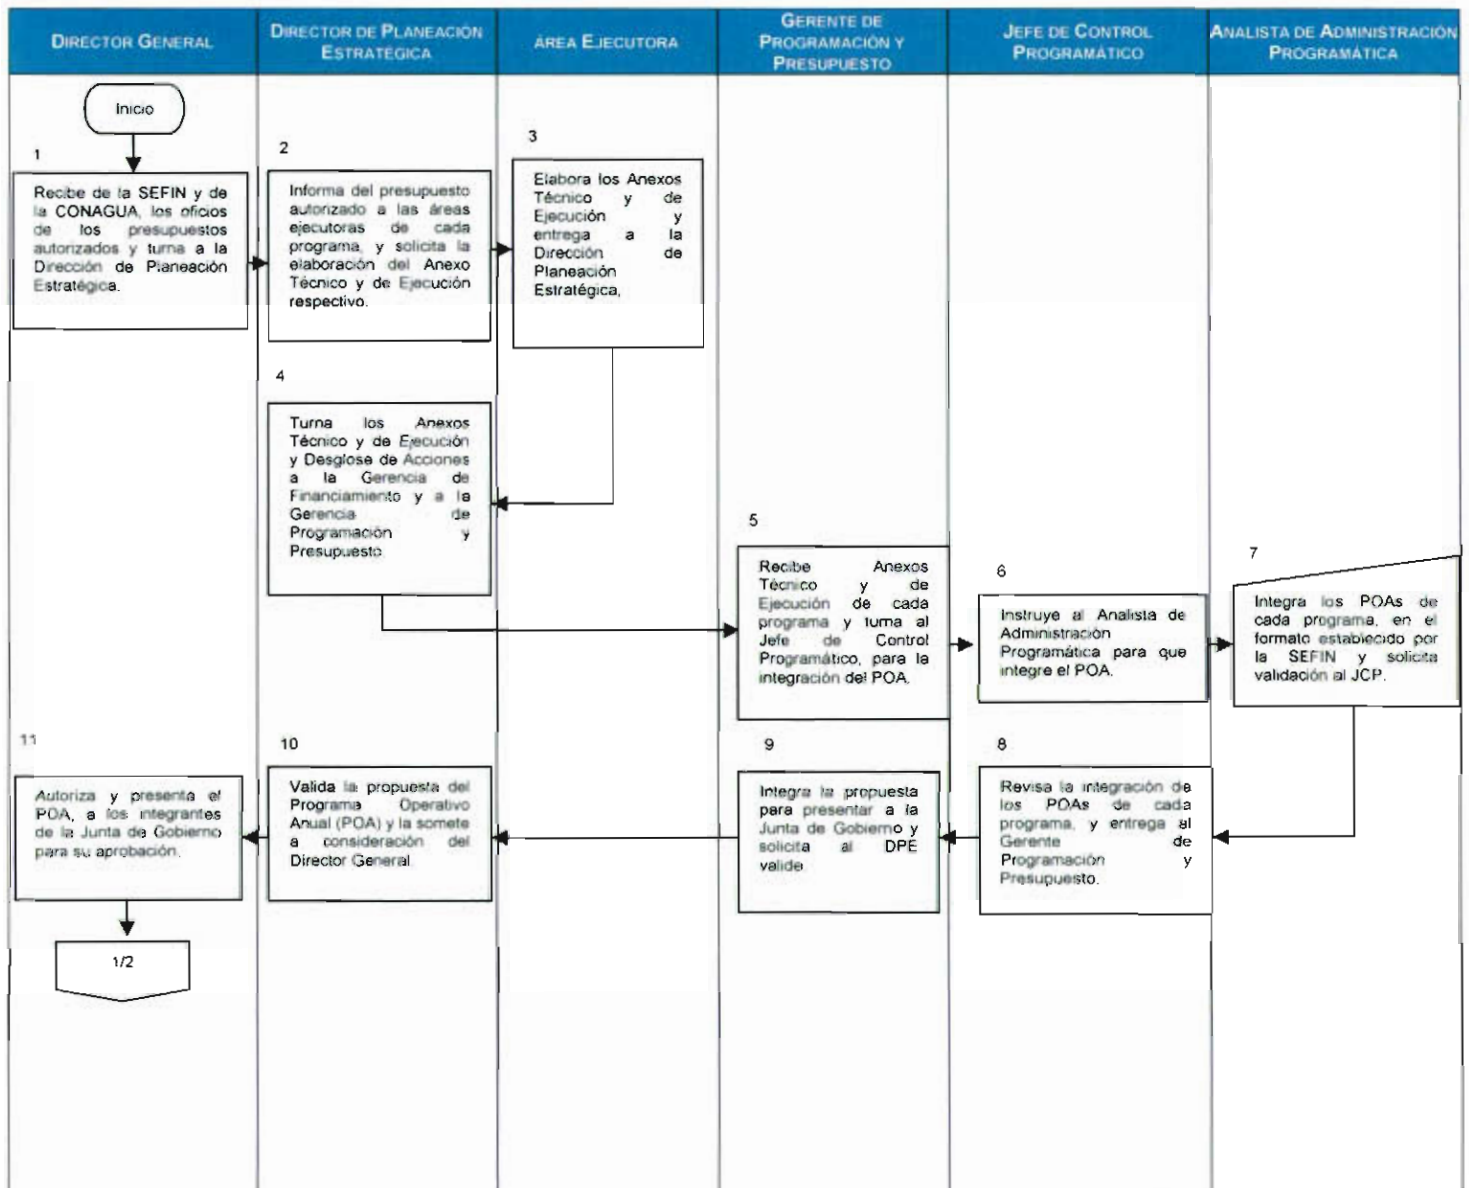 DIRECTOR GENERAL
DIRECTOR DE PLANEACIÓN
ESTRATÉGICA
ÁREA EJECUTORA
GERENTE DE
PROGRAMACIÓN Y
PRESUPUESTO
JEFE DE CONTROL
PROGRAMÁTICO
ANALISTA DE ADMINISTRACIÓN
PROGRAMÁTICA
Inicio
1
Recibe de la SEFIN y de
la CONAGUA, los oficios
de los presupuestos
autorizados y turna a la
Dirección de Planeación
Estratégica.
2
Informa del presupuesto
autorizado a las áreas
ejecutoras de cada
programa, y solicita la
elaboración del Anexo
Técnico y de Ejecución
respectivo.
3
Elabora los Anexos
Técnico y de
Ejecución y
entrega a la
Dirección de
Planeación
Estratégica,
4
Turna los Anexos
Técnico y de Ejecución
y Desglose de Acciones
a la Gerencia de
Financiamiento y a la
Gerencia de
Programación y
Presupuesto
5
Recibe Anexos
Técnico y de
Ejecución de cada
programa y turna al
Jefe de Control
Programático, para la
integración del POA.
6
Instruye al Analista de
Administración
Programática para que
integre el POA.
7
Integra los POAs de
cada programa, en el
formato establecido por
la SEFIN y solicita
validación al JCP.
8
Revisa la integración de
los POAs de cada
programa, y entrega al
Gerente de
Programación y
Presupuesto.
9
Integra la propuesta
para presentar a la
Junta de Gobierno y
solicita al DPE
valide
10
Valida la propuesta del
Programa Operativo
Anual (POA) y la somete
a consideración del
Director General
11
Autoriza y presenta el
POA, a los integrantes
de la Junta de Gobierno
para su aprobación.
1/2